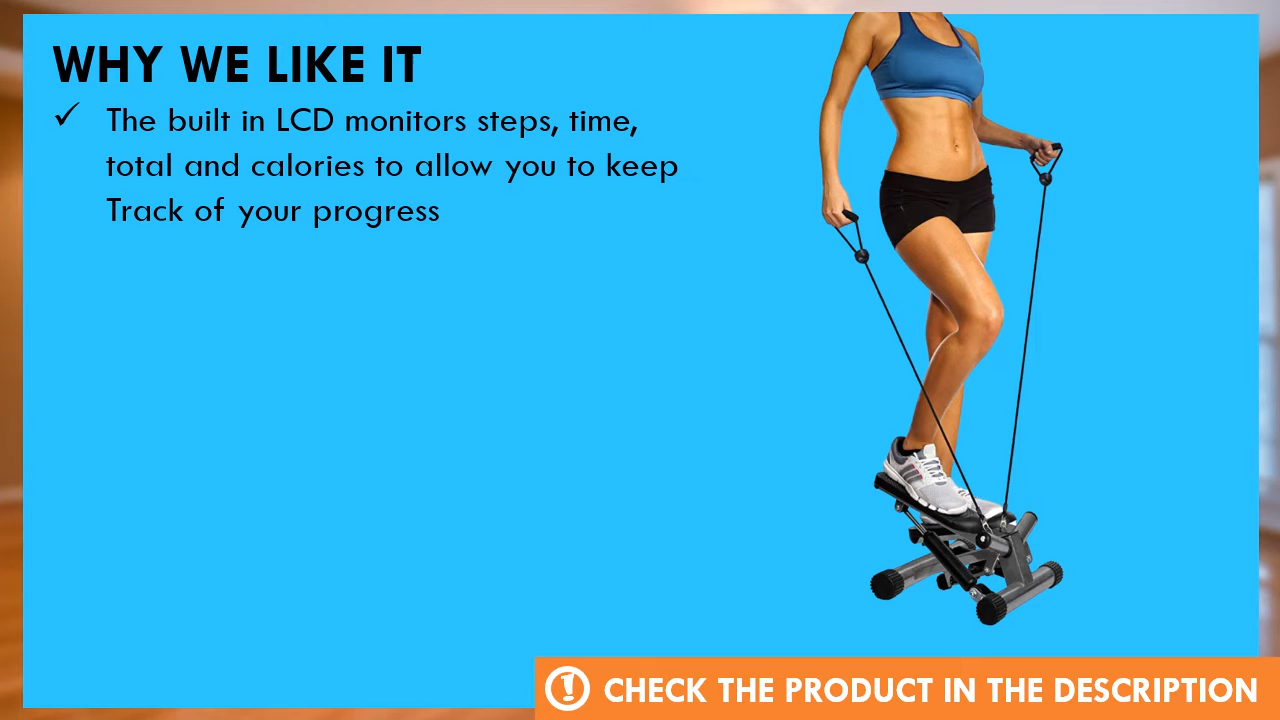 WHY WE LIKE IT
✓ The built in LCD monitors steps, time,
total and calories to allow you to keep
Track of your progress
CHECK THE PRODUCT IN THE DESCRIPTION